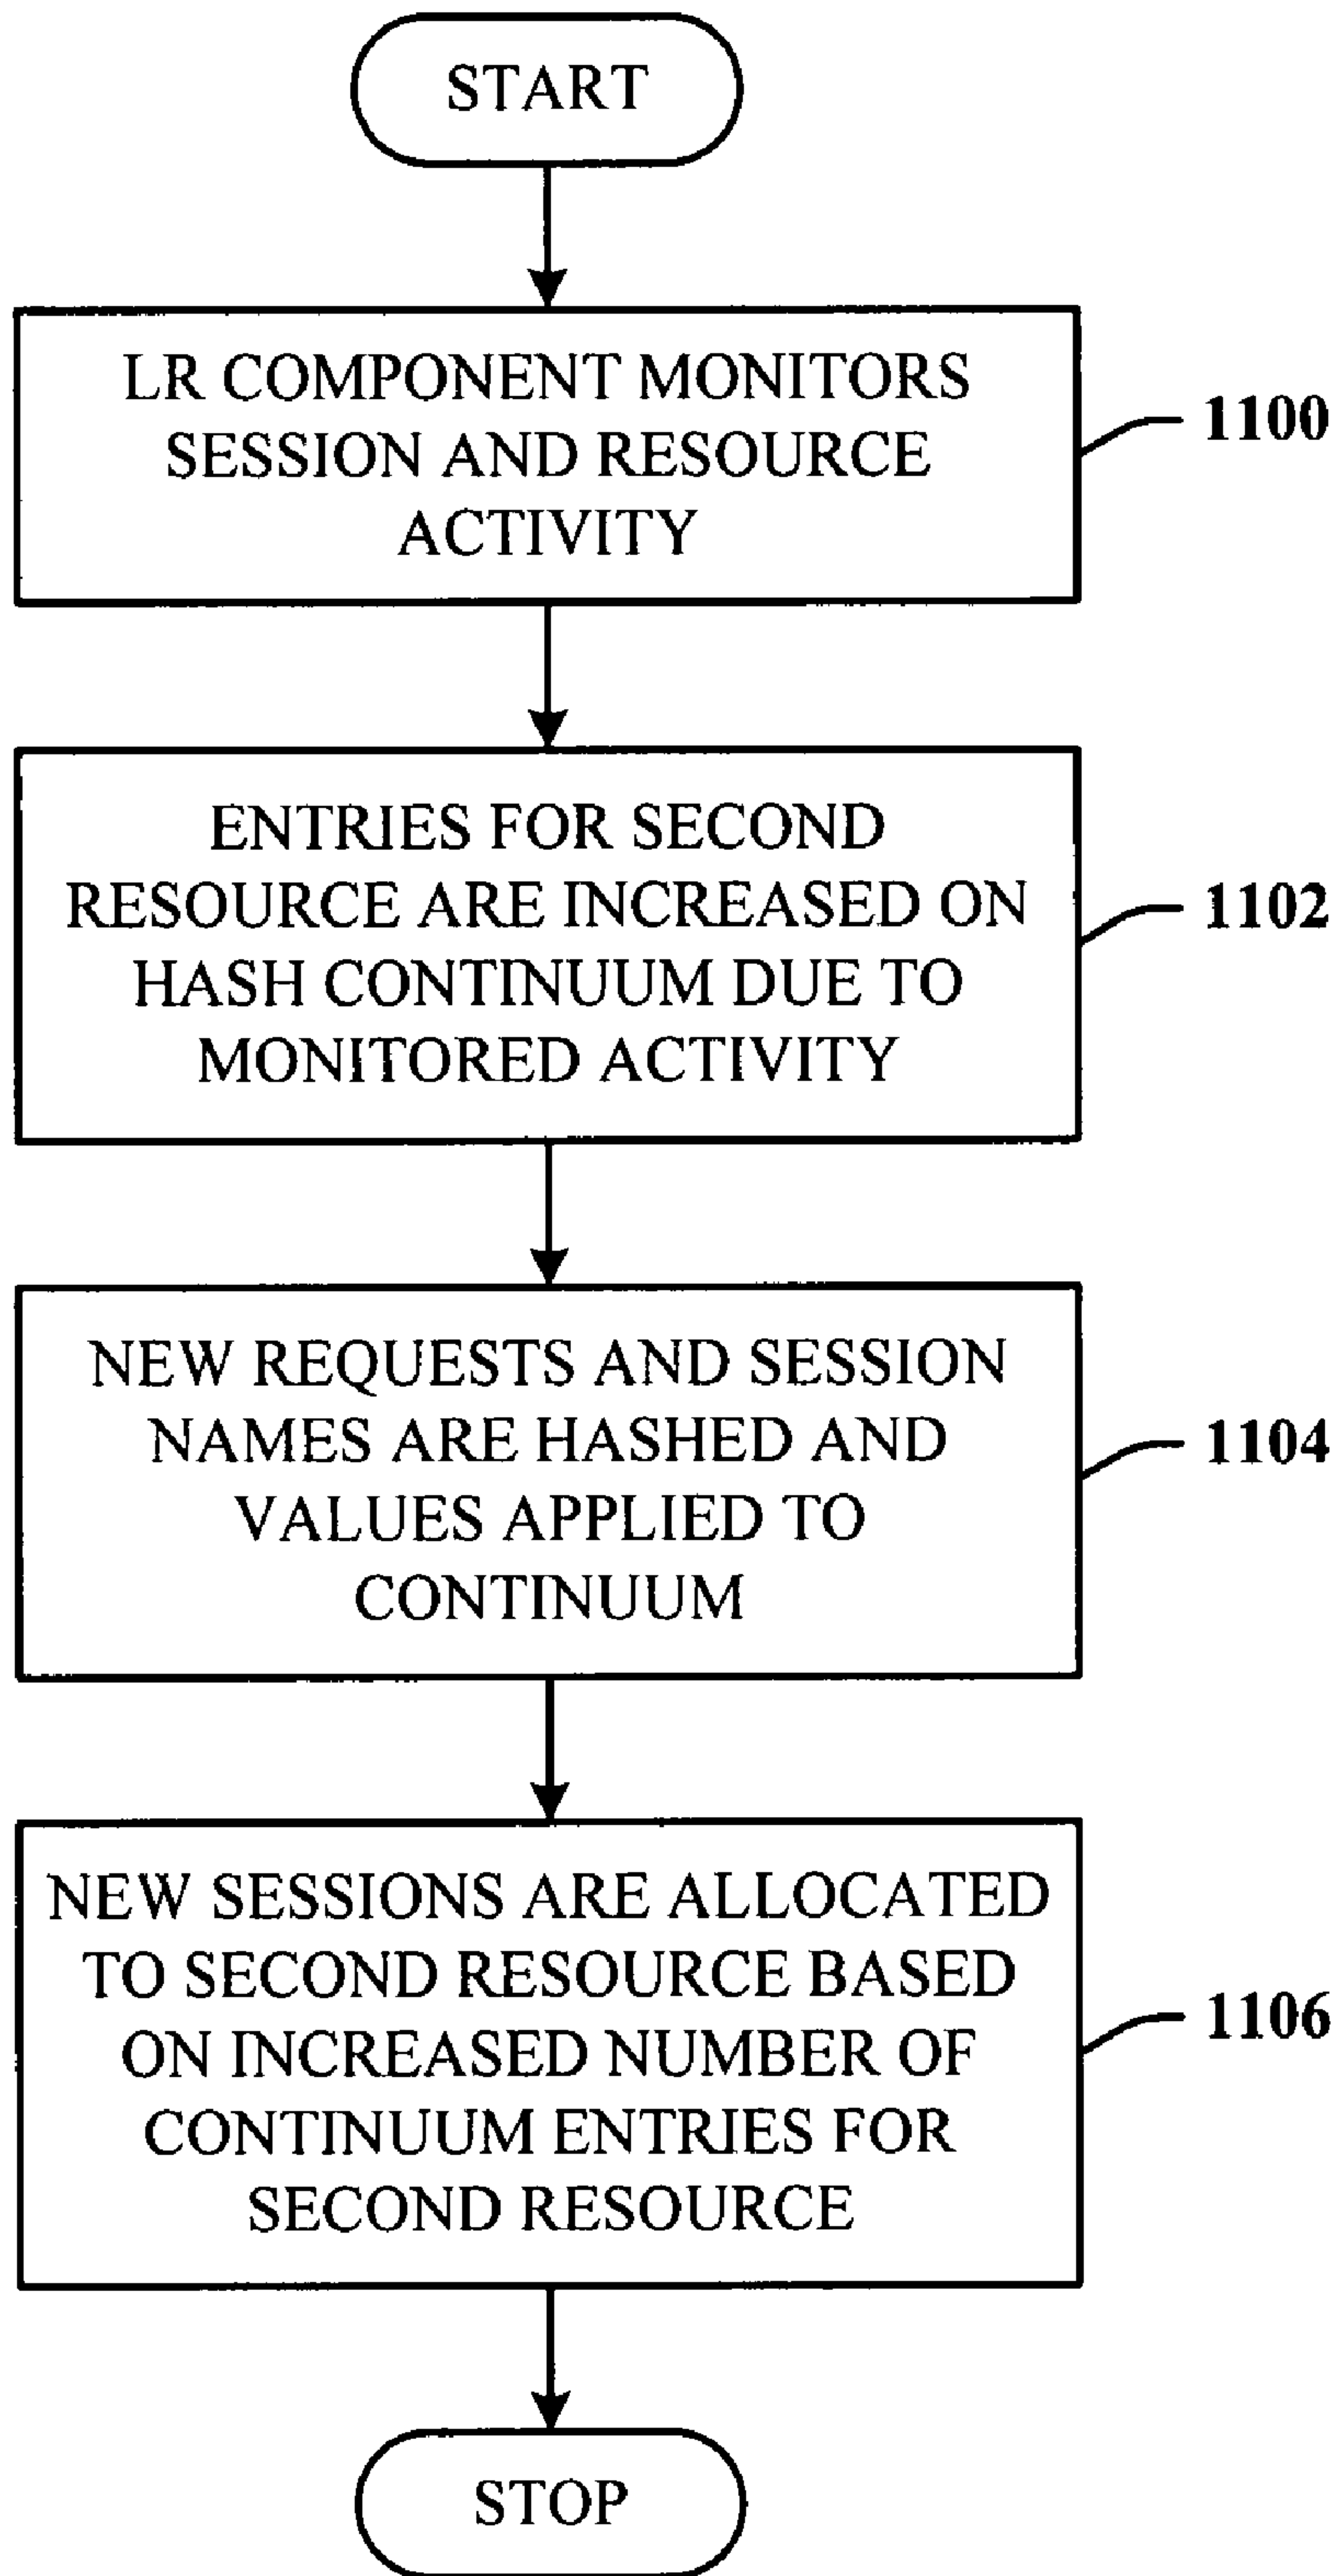 START
LR COMPONENT MONITORS
SESSION AND RESOURCE
ACTIVITY
1100
ENTRIES FOR SECOND
RESOURCE ARE INCREASED ON
HASH CONTINUUM DUE TO
MONITORED ACTIVITY
1102
NEW REQUESTS AND SESSION
NAMES ARE HASHED AND
VALUES APPLIED TO
CONTINUUM
1104
NEW SESSIONS ARE ALLOCATED
TO SECOND RESOURCE BASED
ON INCREASED NUMBER OF
CONTINUUM ENTRIES FOR
SECOND RESOURCE
1106
STOP